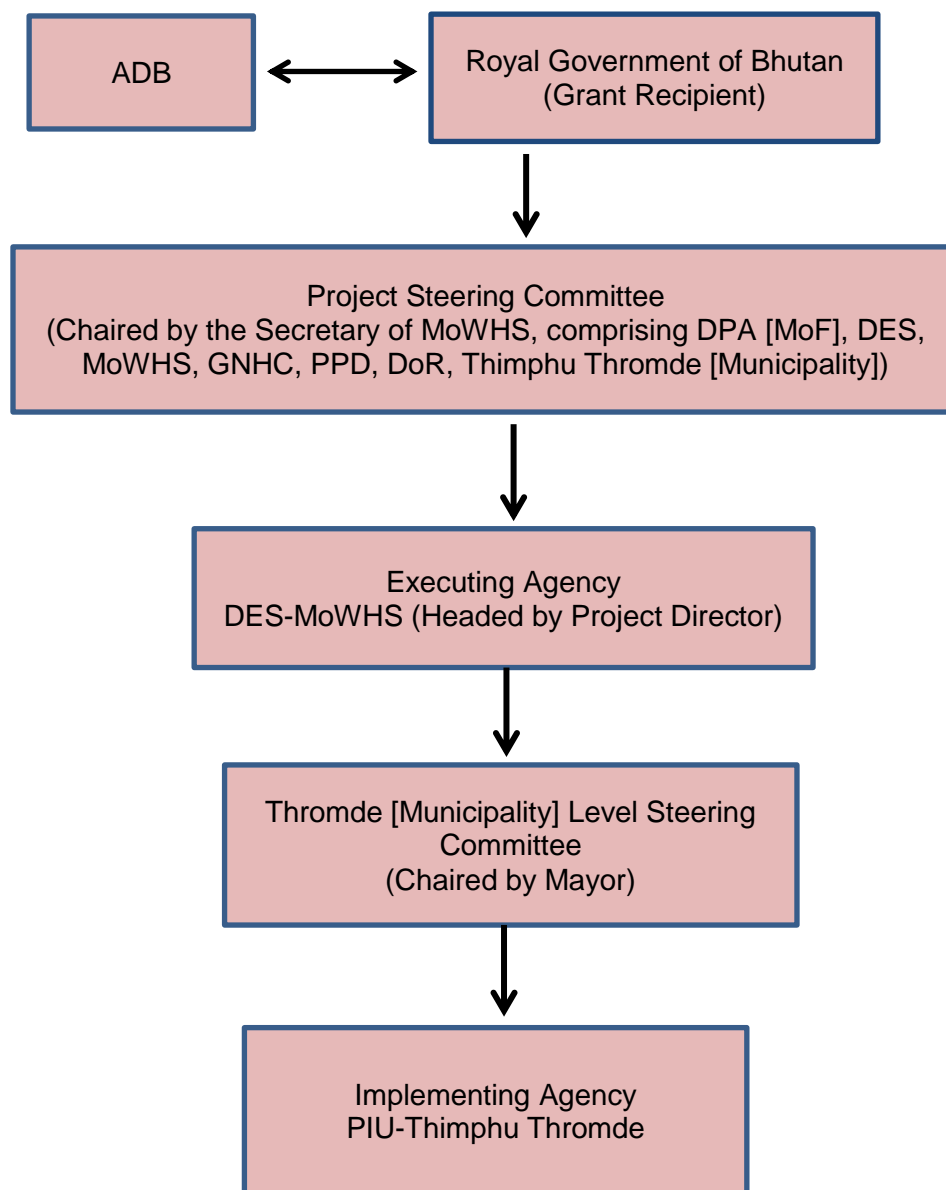 ADB
Royal Government of Bhutan
(Grant Recipient)
Project Steering Committee
(Chaired by the Secretary of MoWHS, comprising DPA [MoF], DES,
MoWHS, GNHC, PPD, DoR, Thimphu Thromde [Municipality])
Executing Agency
DES-MoWHS (Headed by Project Director)
Thromde [Municipality] Level Steering
Committee
(Chaired by Mayor)
Implementing Agency
PIU-Thimphu Thromde